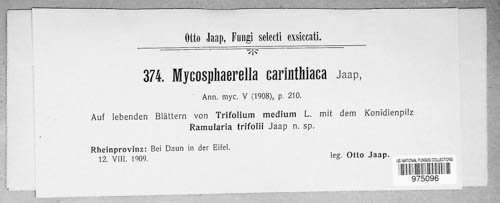 Otto Jaap, Fungi selecti exsiccati.
374. Mycosphaerella carinthiaca Jaap,
Ann. myc. V (1908), p. 210.
Auf lebenden Blättern von Trifolium medium L. mit dem Konidienpilz
Ramularia trifolii Jaap n. sp.
Rheinprovinz: Bei Daun in der Eifel.
12. VIII. 1909.
leg. Otto Jaap.
US NATIONAL FUNGUS COLLECTIONS
975096